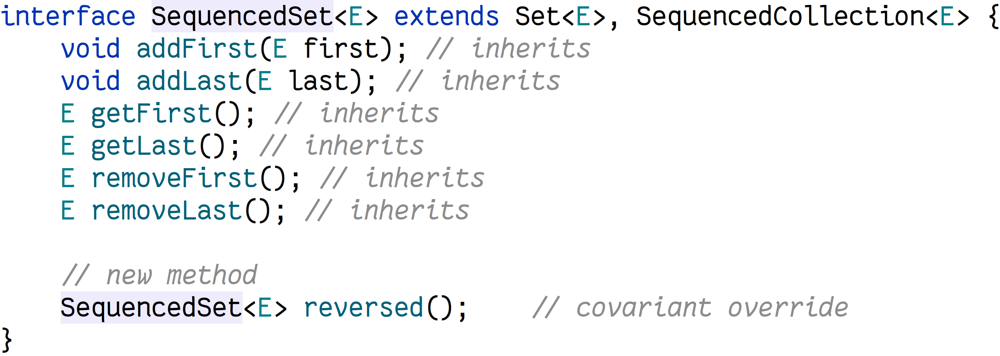 interface SequencedSet<E> extends Set<E>, SequencedCollection<E> {
    void addFirst(E first); // inherits
    void addLast(E last); // inherits
    E getFirst(); // inherits
    E getLast(); // inherits
    E removeFirst(); // inherits
    E removeLast(); // inherits

    // new method
    SequencedSet<E> reversed();    // covariant override
}